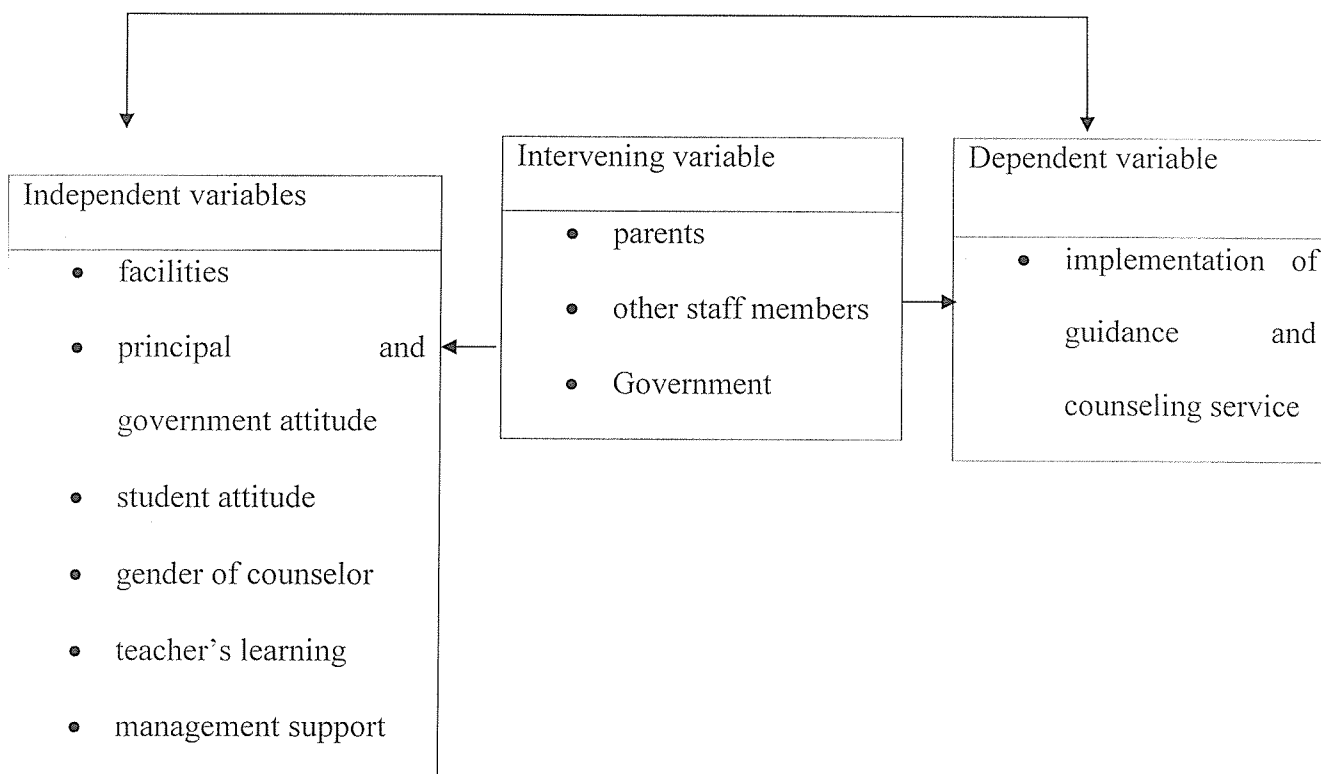 Independent variables
• facilities
• principal and
government attitude
• student attitude
• gender of counselor
• teacher's learning
• management support
Intervening variable
• parents
• other staff members
• Government
Dependent variable
• implementation of
guidance and
counseling service